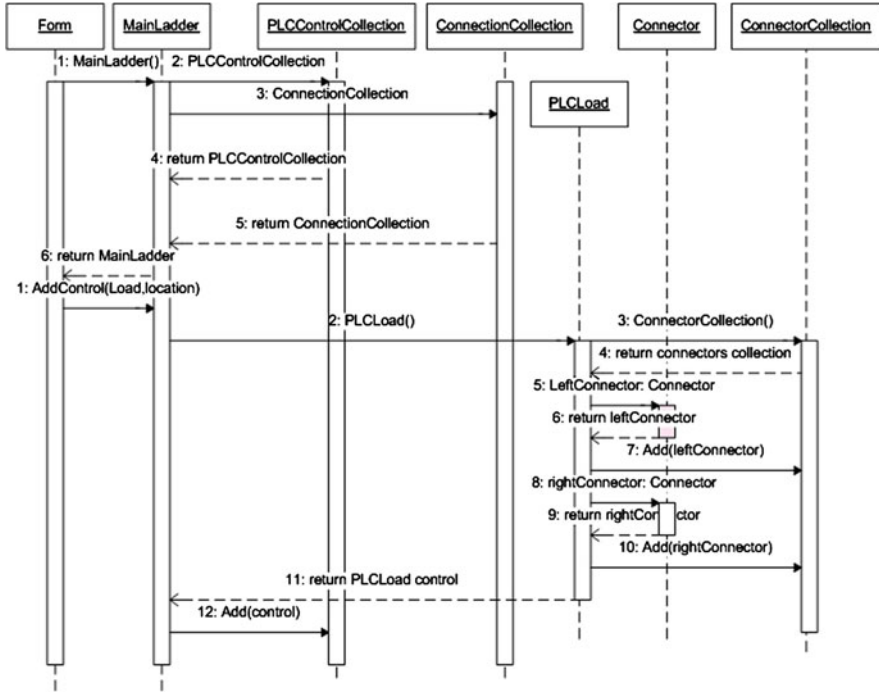 Form
MainLadder
PLCControlCollection
ConnectionCollection
Connector
ConnectorCollection
1: MainLadder()
2: PLCControlCollection
3: ConnectionCollection
PLCLoad
4: return PLCControlCollection
5: return ConnectionCollection
6: return MainLadder
1: AddControl(Load,location)
2: PLCLoad()
3: ConnectorCollection()
4: return connectors collection
5: LeftConnector: Connector
6: return leftConnector
7: Add(leftConnector)
8: rightConnector: Connector
9: return rightConnector
10: Add(rightConnector)
11: return PLCLoad control
12: Add(control)